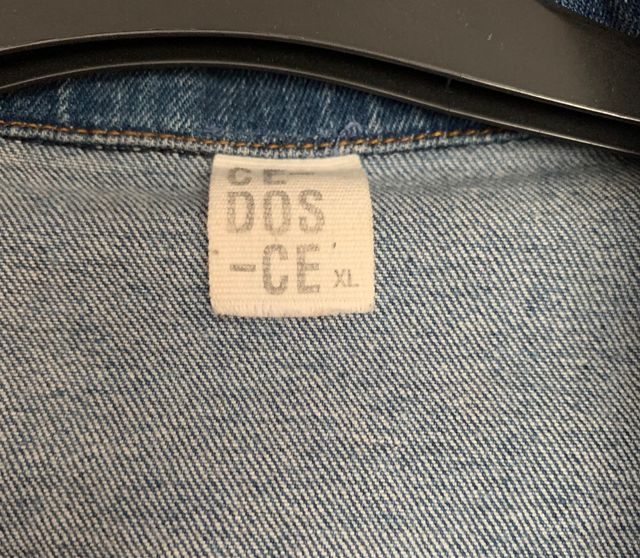 CE-
DOS
-CE'
XL